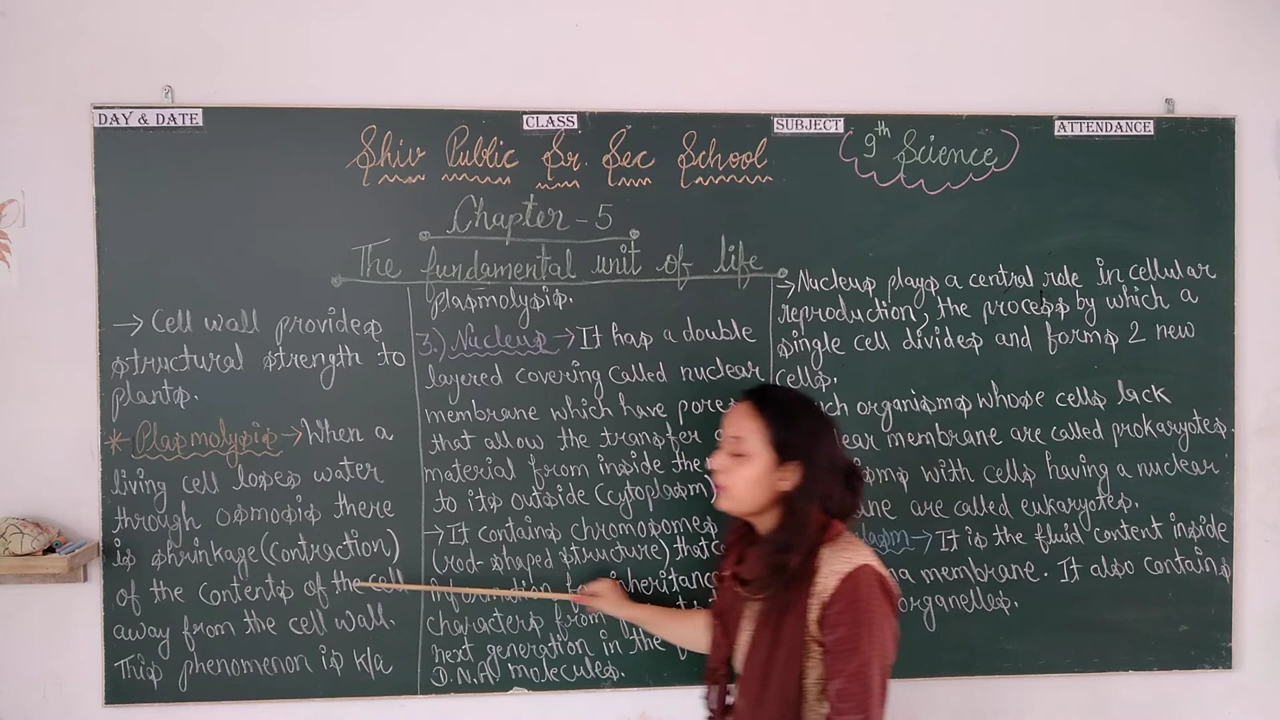 DAY & DATE
CLASS
SUBJECT
ATTENDANCE
Shiv Public Sr. Sec School
9th Science
Chapter - 5
The fundamental unit of life
→ Cell wall provides
structural strength to
plants.
* Plasmolysis → When a
living cell loses water
through osmosis there
is shrinkage (contraction)
of the contents of the cell
away from the cell wall.
This phenomenon is k/a
plasmolysis.
3.) Nucleus → It has a double
layered covering called nuclear
membrane which have pores
that allow the transfer
material from inside the
to its outside (cytoplasm)
→ It contains chromosomes
(rod-shaped structure) that
information inheritance
characters from
next generation in the
D.N.A molecules.
→ Nucleus plays a central role in cellular
reproduction, the process by which a
single cell divides and forms 2 new
cells.
organisms whose cells lack
membrane are called prokaryotes.
with cells having a nuclear
are called eukaryotes.
→ It is the fluid content inside
membrane. It also contains
organelles.